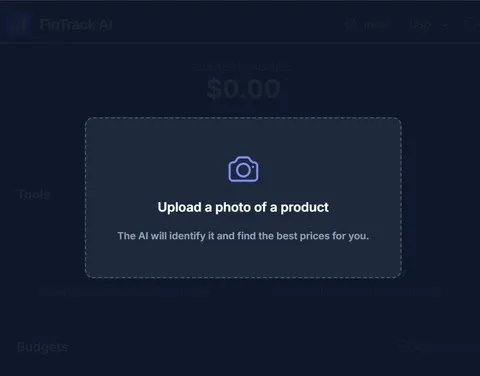 FinTrack AI
USD
$0.00
Upload a photo of a product
The AI will identify it and find the best prices for you.
Tools
Budgets